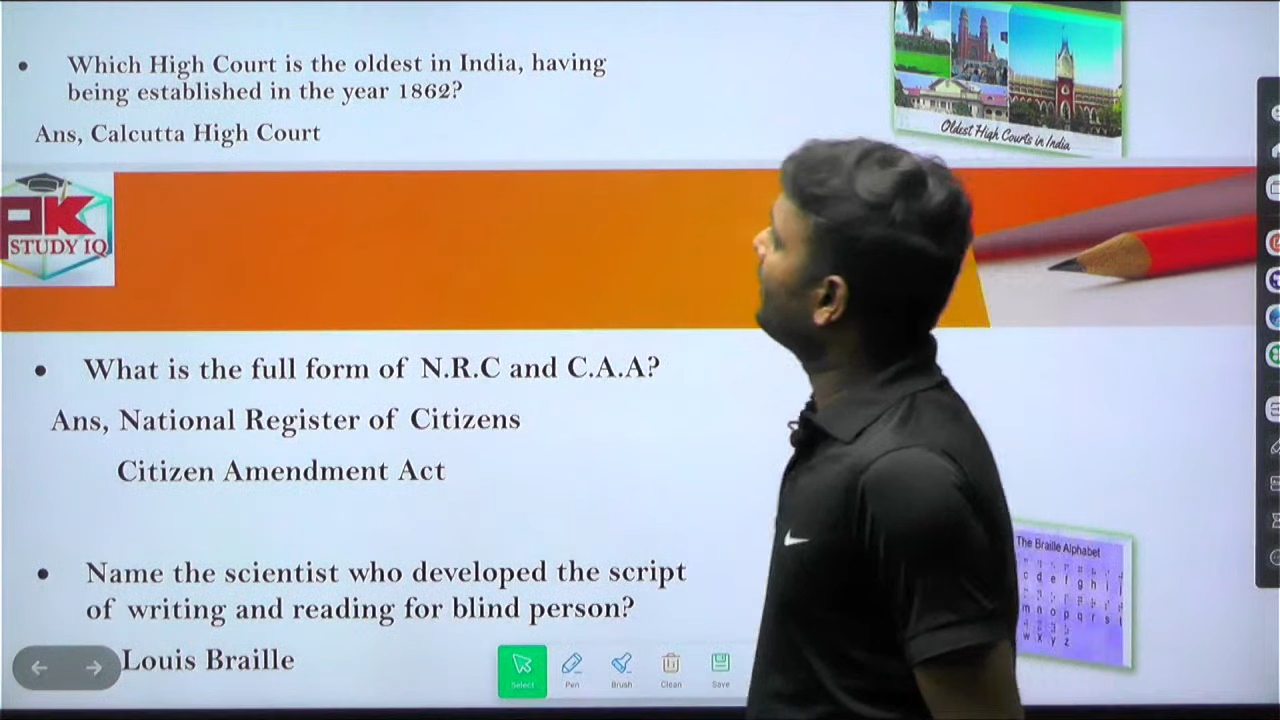 • Which High Court is the oldest in India, having
being established in the year 1862?
Ans, Calcutta High Court
Oldest High Courts in India
PK
STUDY IQ
• What is the full form of N.R.C and C.A.A?
Ans, National Register of Citizens
Citizen Amendment Act
• Name the scientist who developed the script
of writing and reading for blind person?
Louis Braille
The Braille Alphabet
c d e f g h i j
m n o p q r s t
w x y z
Select Pen Brush Clean Save